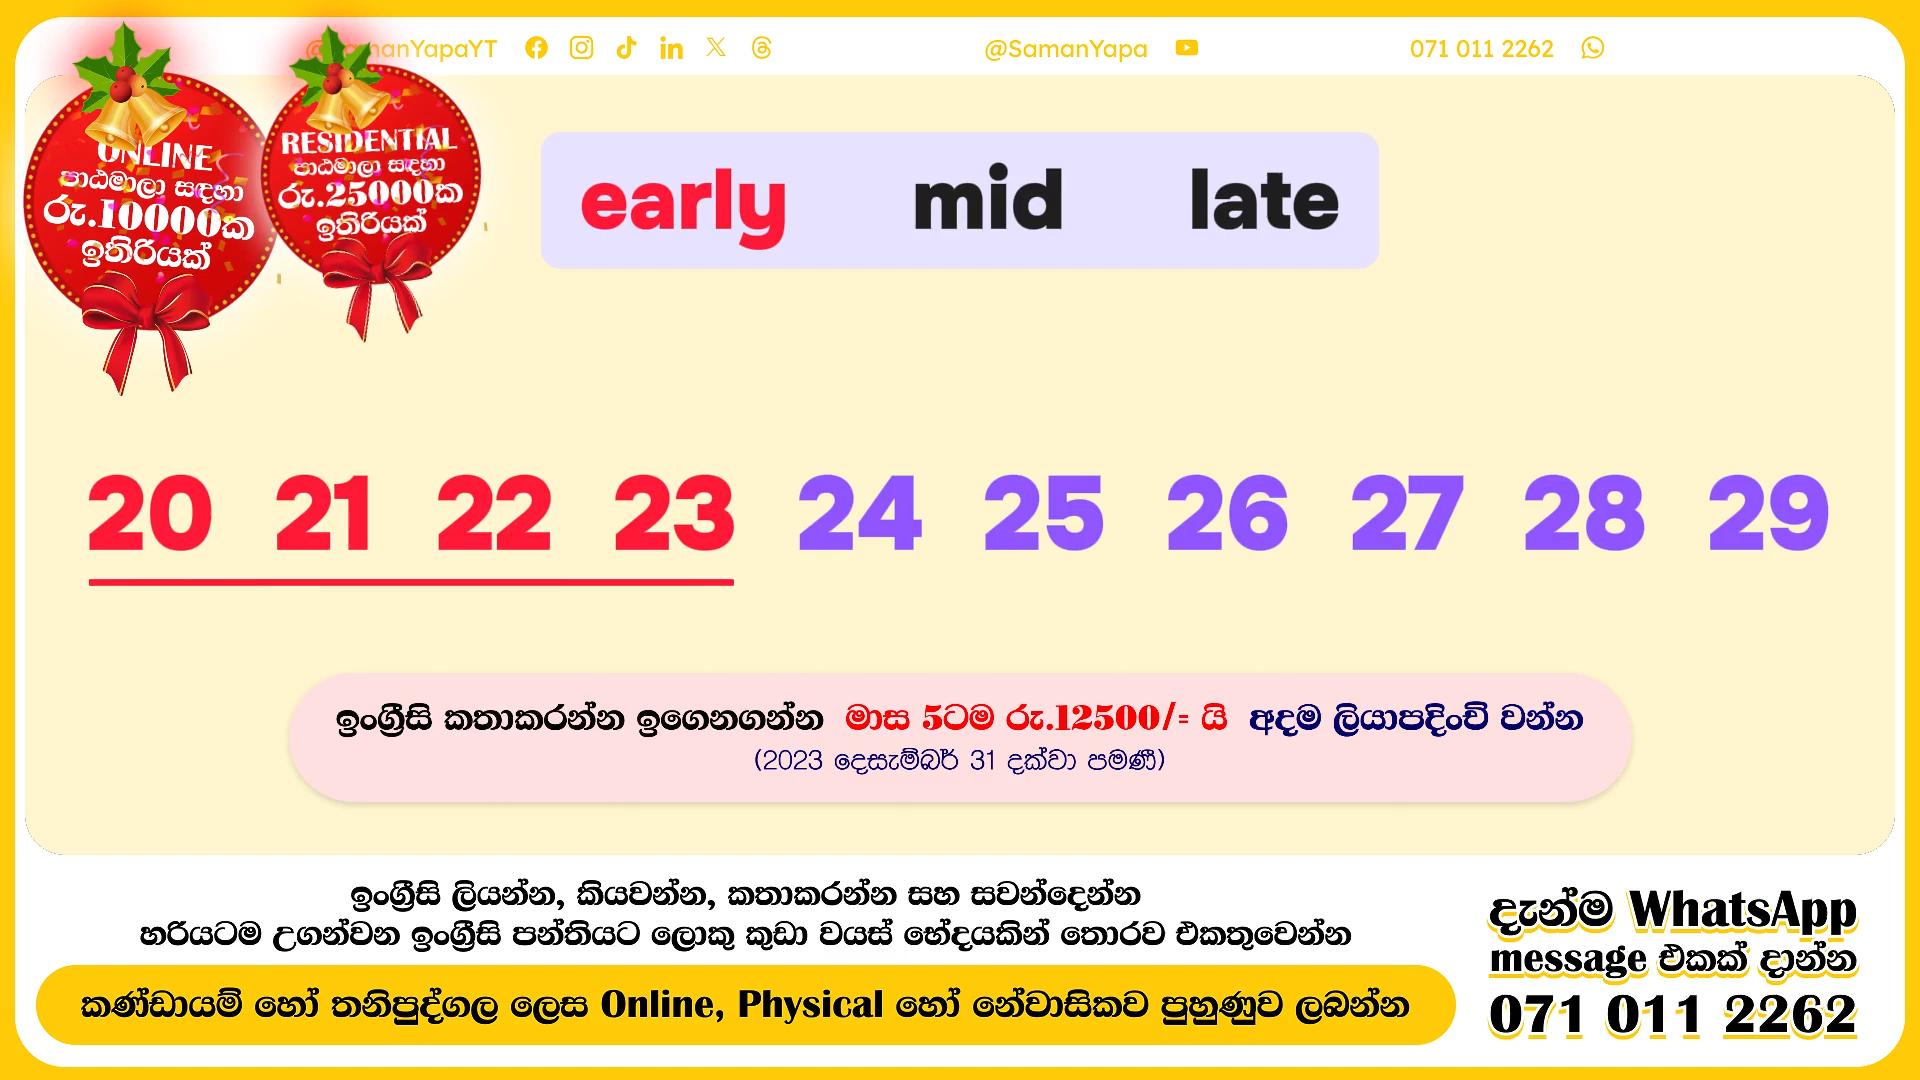 @SamanYapaYT
@SamanYapa
071 011 2262
ONLINE
පාඨමාලා සඳහා
රු.10000ක
ඉතිරියක්
RESIDENTIAL
පාඨමාලා සඳහා
රු.25000ක
ඉතිරියක්
early mid late
20 21 22 23 24 25 26 27 28 29
ඉංග්‍රීසි කතාකරන්න ඉගෙනගන්න මාස 5ටම රු.12500/= යි අදම ලියාපදිංචි වන්න
(2023 දෙසැම්බර් 31 දක්වා පමණී)
ඉංග්‍රීසි ලියන්න, කියවන්න, කතාකරන්න සහ සවන්දෙන්න
හරියටම උගන්වන ඉංග්‍රීසි පන්තියට ලොකු කුඩා වයස් භේදයකින් තොරව එකතුවෙන්න
කණ්ඩායම් හෝ තනිපුද්ගල ලෙස Online, Physical හෝ නේවාසිකව පුහුණුව ලබන්න
දැන්ම WhatsApp
message එකක් දාන්න
071 011 2262